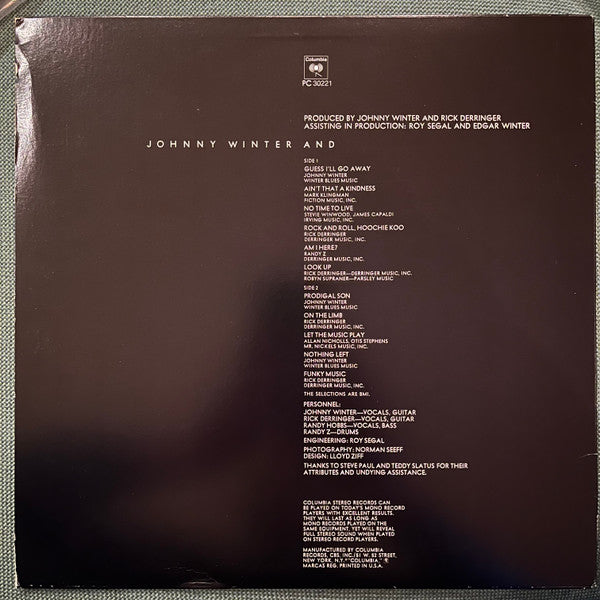 Columbia
PC 30221
PRODUCED BY JOHNNY WINTER AND RICK DERRINGER
ASSISTING IN PRODUCTION: ROY SEGAL AND EDGAR WINTER
JOHNNY WINTER AND
SIDE 1
GUESS I'LL GO AWAY
JOHNNY WINTER
WINTER BLUES MUSIC
AIN'T THAT A KINDNESS
MARK KLINGMAN
FICTION MUSIC, INC.
NO TIME TO LIVE
STEVIE WINWOOD, JAMES CAPALDI
IRVING MUSIC, INC.
ROCK AND ROLL, HOOCHIE KOO
RICK DERRINGER
DERRINGER MUSIC, INC.
AM I HERE?
RANDY Z
DERRINGER MUSIC, INC.
LOOK UP
RICK DERRINGER—DERRINGER MUSIC, INC.
ROBYN SUPRANER—PARSLEY MUSIC
SIDE 2
PRODIGAL SON
JOHNNY WINTER
WINTER BLUES MUSIC
ON THE LIMB
RICK DERRINGER
DERRINGER MUSIC, INC.
LET THE MUSIC PLAY
ALLAN NICHOLLS, OTIS STEPHENS
MR. NICKELS MUSIC, INC.
NOTHING LEFT
JOHNNY WINTER
WINTER BLUES MUSIC
FUNKY MUSIC
RICK DERRINGER
DERRINGER MUSIC, INC.
THE SELECTIONS ARE BMI.
PERSONNEL:
JOHNNY WINTER—VOCALS, GUITAR
RICK DERRINGER—VOCALS, GUITAR
RANDY HOBBS—VOCALS, BASS
RANDY Z—DRUMS
ENGINEERING: ROY SEGAL
PHOTOGRAPHY: NORMAN SEEFF
DESIGN: LLOYD ZIFF
THANKS TO STEVE PAUL AND TEDDY SLATUS FOR THEIR
ATTRIBUTES AND UNDYING ASSISTANCE.
COLUMBIA STEREO RECORDS CAN
BE PLAYED ON TODAY'S MONO RECORD
PLAYERS WITH EXCELLENT RESULTS.
THEY WILL LAST AS LONG AS
MONO RECORDS PLAYED ON THE
SAME EQUIPMENT, YET WILL REVEAL
FULL STEREO SOUND WHEN PLAYED
ON STEREO RECORD PLAYERS.
MANUFACTURED BY COLUMBIA
RECORDS, CBS, INC./51 W. 52 STREET,
NEW YORK, N.Y./"COLUMBIA,"
MARCAS REG. PRINTED IN U.S.A.